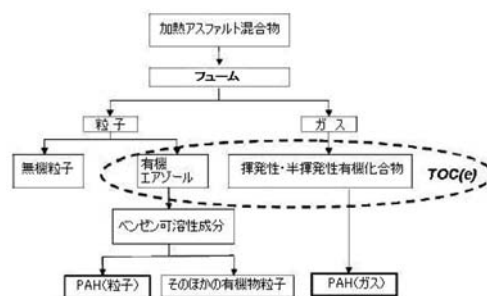 加熱アスファルト混合物
フューム
粒子
ガス
無機粒子
有機
エアゾール
揮発性・半揮発性有機化合物
TOC(e)
ベンゼン可溶性成分
PAH(粒子)
そのほかの有機物粒子
PAH(ガス)